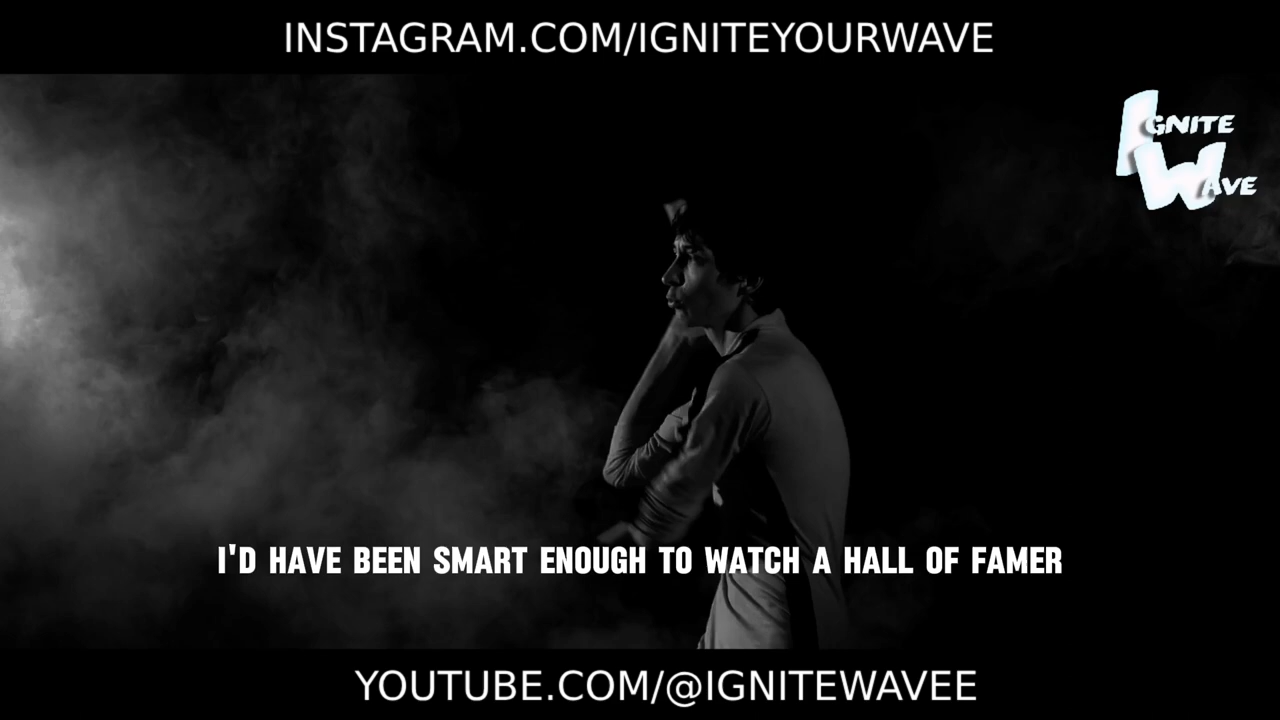 INSTAGRAM.COM/IGNITEYOURWAVE
IGNITE
WAVE
I'D HAVE BEEN SMART ENOUGH TO WATCH A HALL OF FAMER
YOUTUBE.COM/@IGNITEWAVEE